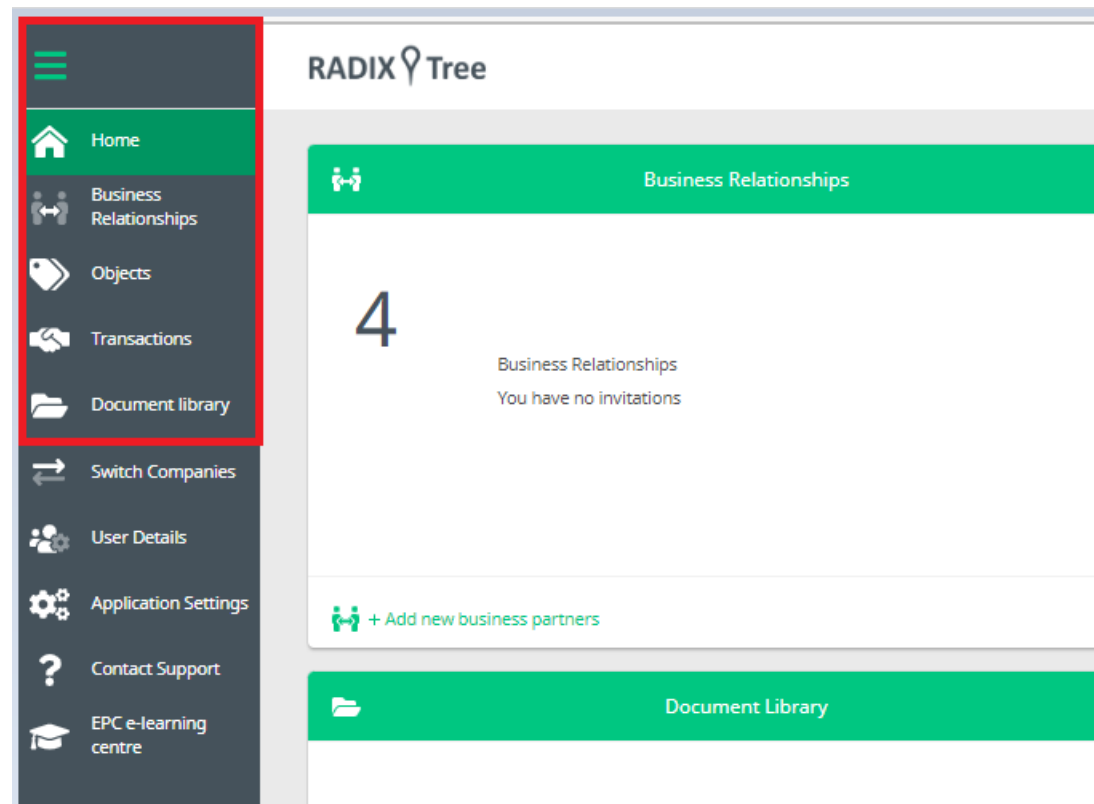 RADIX Tree
Home
Business
Relationships
Objects
Transactions
Document library
Switch Companies
User Details
Application Settings
Contact Support
EPC e-learning
centre
Business Relationships
4
Business Relationships
You have no invitations
+ Add new business partners
Document Library